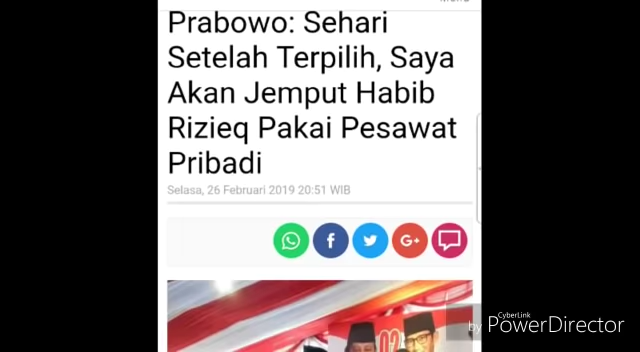 Prabowo: Sehari
Setelah Terpilih, Saya
Akan Jemput Habib
Rizieq Pakai Pesawat
Pribadi
Selasa, 26 Februari 2019 20:51 WIB
f
G+
02
CyberLink
by PowerDirector